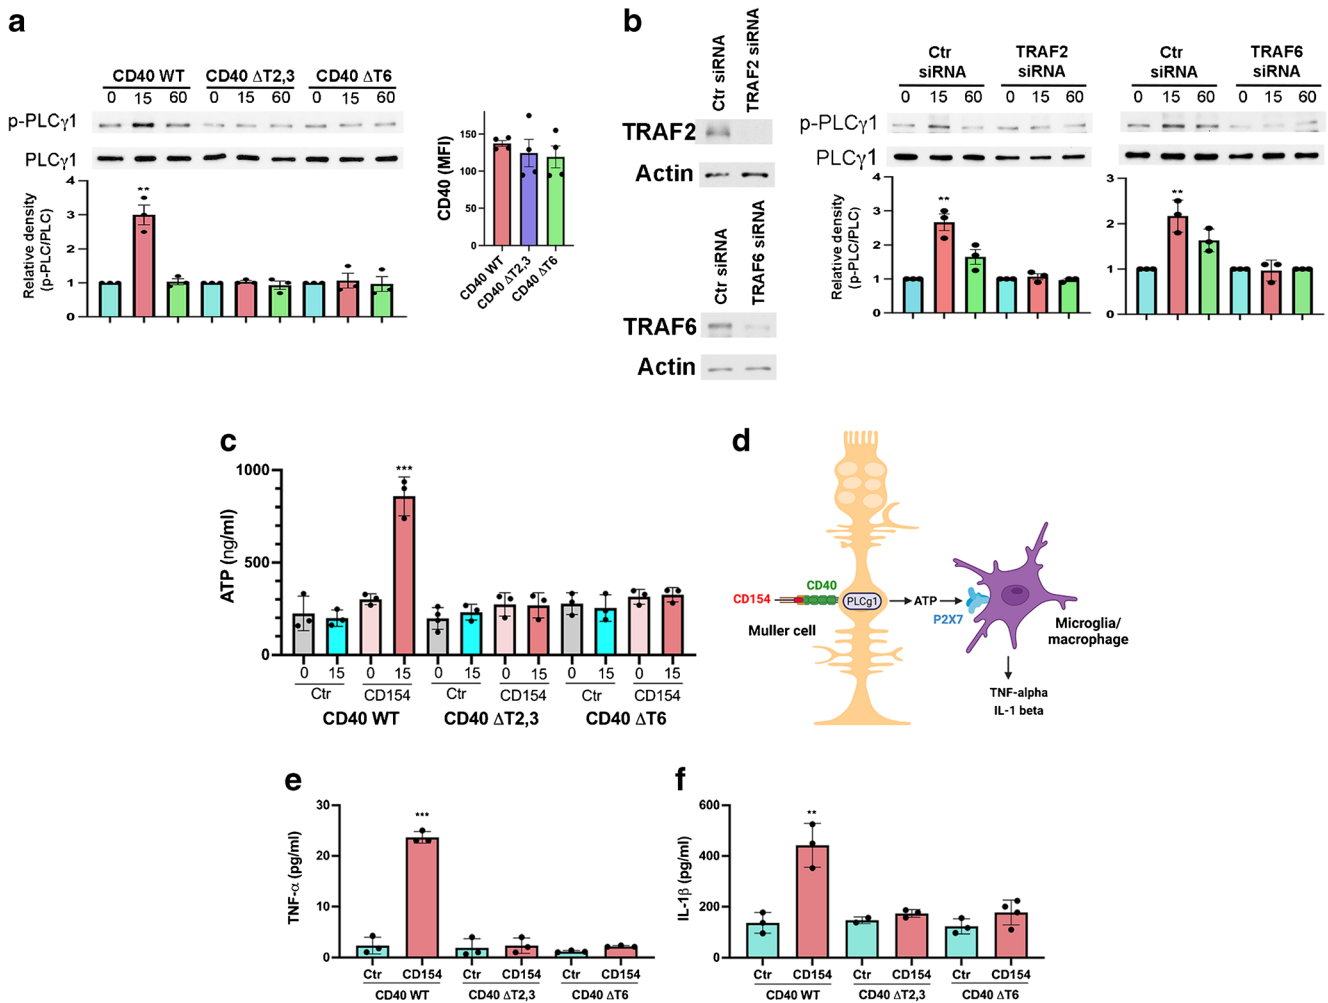 a
CD40 WT CD40 ΔT2,3 CD40 ΔT6
0 15 60 0 15 60 0 15 60
p-PLCγ1
PLCγ1
Relative density
(p-PLC/PLC)
4
3
2
1
0
**
CD40 (MFI)
150
100
50
0
CD40 WT
CD40 ΔT2,3
CD40 ΔT6
b
Ctr siRNA
TRAF2 siRNA
TRAF2
Actin
Ctr siRNA
TRAF6 siRNA
TRAF6
Actin
Ctr TRAF2
siRNA siRNA
0 15 60 0 15 60
p-PLCγ1
PLCγ1
Relative density
(p-PLC/PLC)
4
3
2
1
0
**
Ctr TRAF6
siRNA siRNA
0 15 60 0 15 60
3
2
1
0
**
c
ATP (ng/ml)
1000
500
0
***
0 15 0 15 0 15 0 15 0 15 0 15
Ctr CD154 Ctr CD154 Ctr CD154
CD40 WT CD40 ΔT2,3 CD40 ΔT6
d
CD154
CD40
PLCg1
ATP
P2X7
Muller cell
Microglia/
macrophage
TNF-alpha
IL-1 beta
e
TNF-α (pg/ml)
30
20
10
0
***
Ctr CD154 Ctr CD154 Ctr CD154
CD40 WT CD40 ΔT2,3 CD40 ΔT6
f
IL-1β (pg/ml)
600
400
200
0
**
Ctr CD154 Ctr CD154 Ctr CD154
CD40 WT CD40 ΔT2,3 CD40 ΔT6